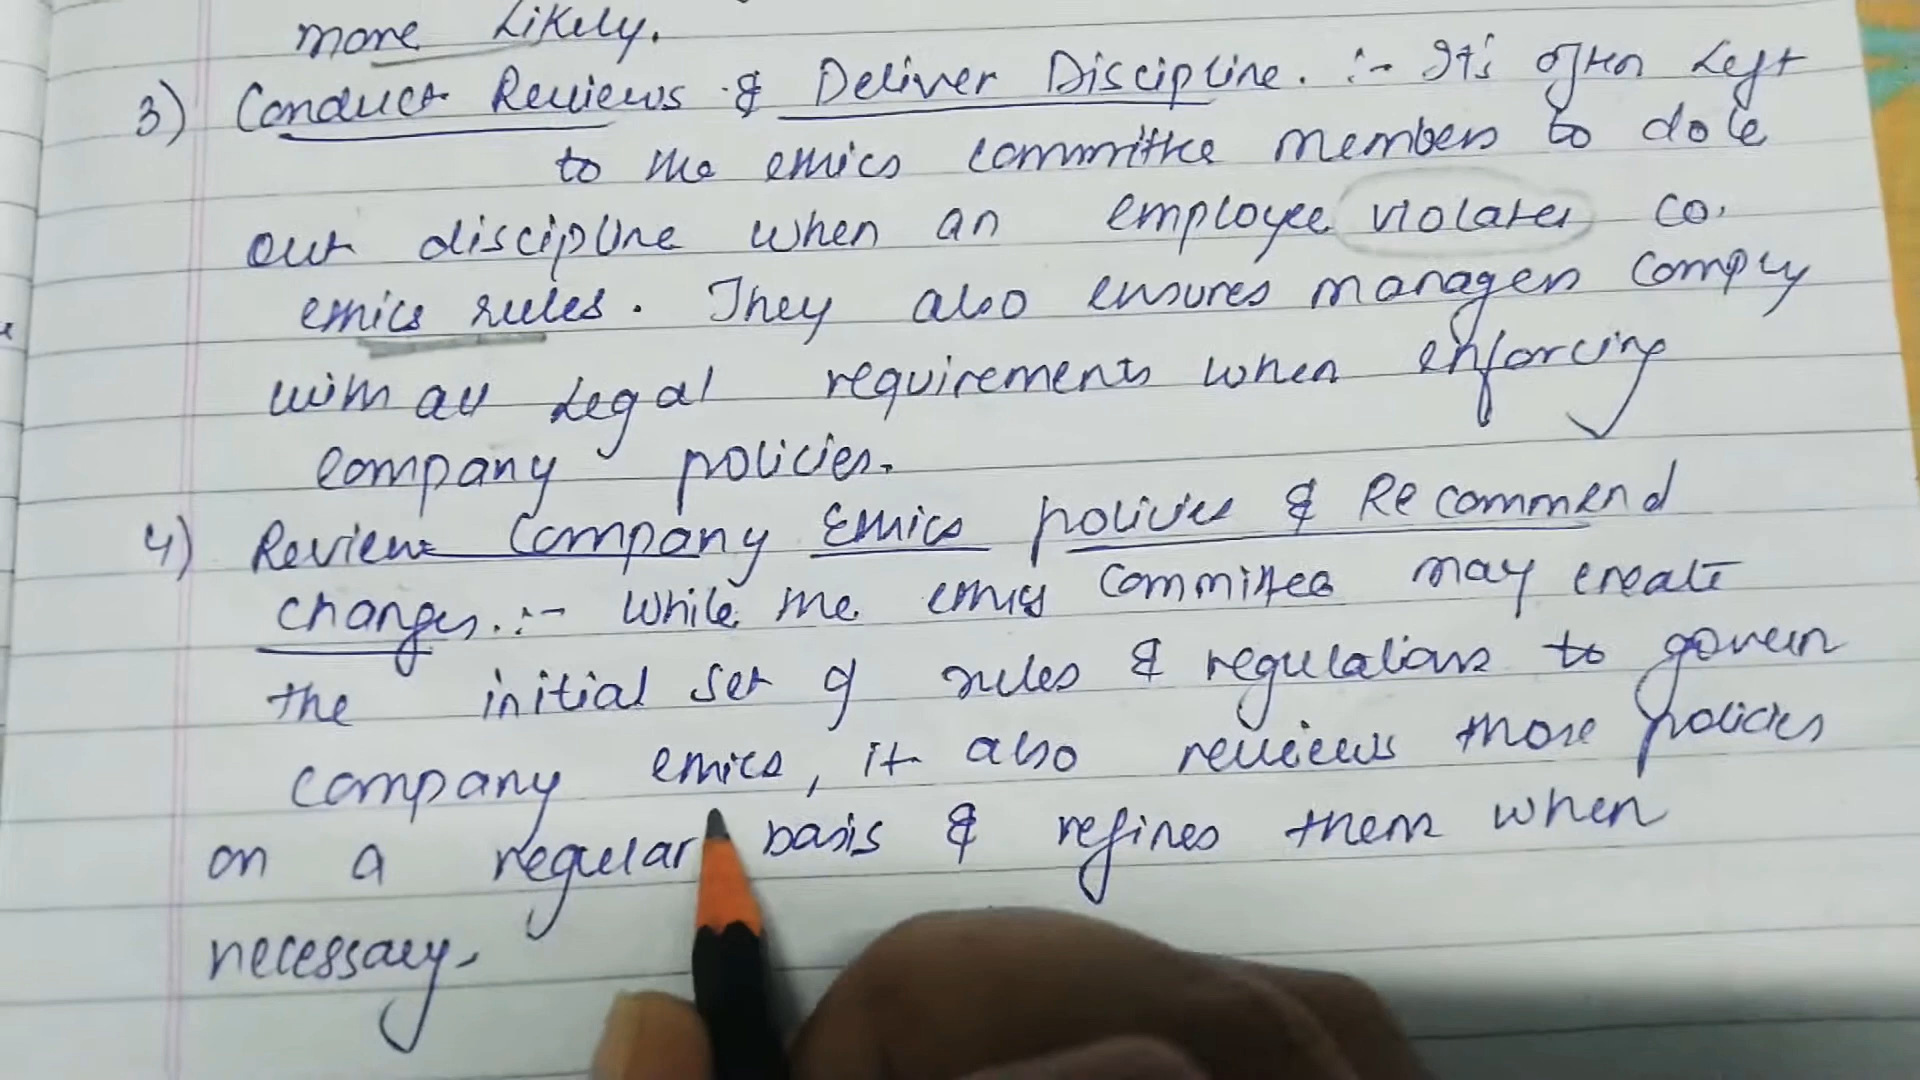 more Likely.
3) Conduct Reviews & Deliver Discipline. :- It's often Left
to the ethics committee members to dole
out discipline when an employee violates co.
ethics rules. They also ensures managers comply
with all Legal requirements when enforcing
company policies.
4) Review Company Ethics policies & Recommend
changes. :- While the ethics committee may create
the initial set of rules & regulations to govern
company ethics, it also reviews those policies
on a regular basis & refines them when
necessary.